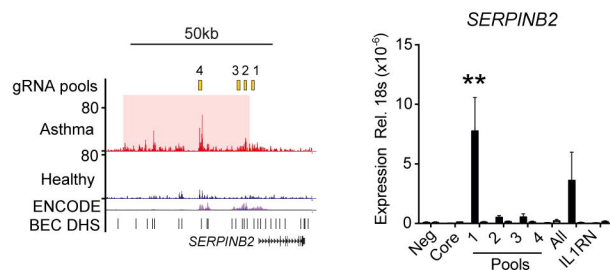 50kb
4 3 2 1
gRNA pools
80
Asthma
80
Healthy
ENCODE
BEC DHS
SERPINB2
SERPINB2
Expression Rel. 18s (x10-6)
15
10
5
0
**
Neg
Core
1
2
3
4
All
IL1RN
Pools